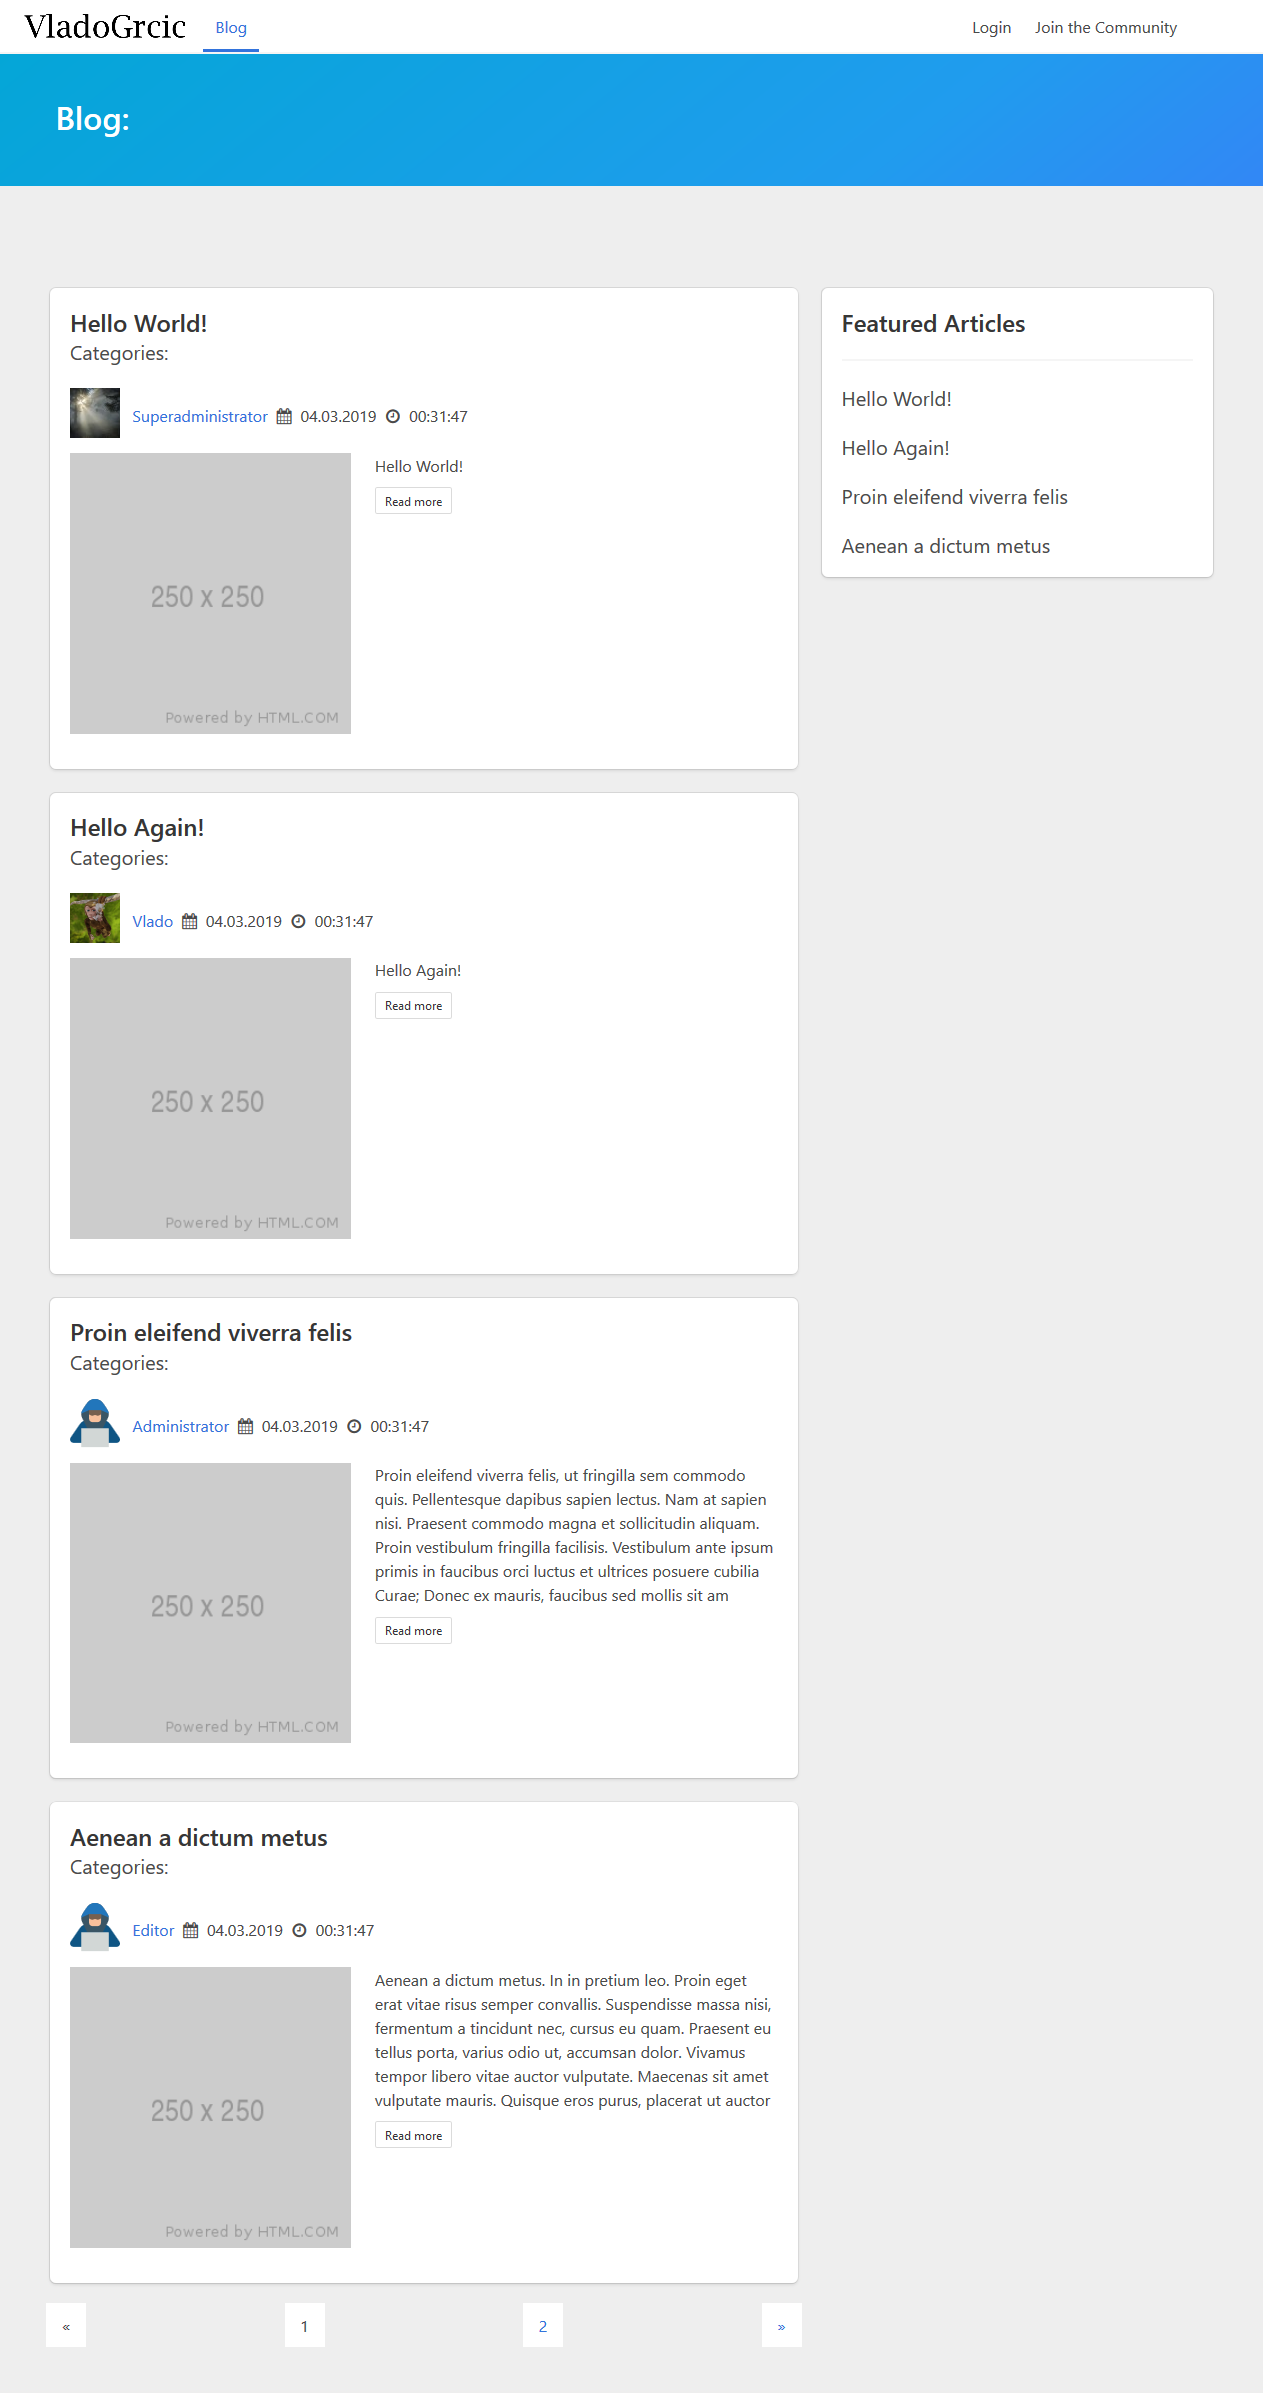 VladoGrcic
Blog
Login
Join the Community
Blog:
Hello World!
Categories:
Superadministrator 04.03.2019 00:31:47
250 x 250
Powered by HTML.COM
Hello World!
Read more
Hello Again!
Categories:
Vlado 04.03.2019 00:31:47
250 x 250
Powered by HTML.COM
Hello Again!
Read more
Proin eleifend viverra felis
Categories:
Administrator 04.03.2019 00:31:47
250 x 250
Powered by HTML.COM
Proin eleifend viverra felis, ut fringilla sem commodo
quis. Pellentesque dapibus sapien lectus. Nam at sapien
nisi. Praesent commodo magna et sollicitudin aliquam.
Proin vestibulum fringilla facilisis. Vestibulum ante ipsum
primis in faucibus orci luctus et ultrices posuere cubilia
Curae; Donec ex mauris, faucibus sed mollis sit am
Read more
Aenean a dictum metus
Categories:
Editor 04.03.2019 00:31:47
250 x 250
Powered by HTML.COM
Aenean a dictum metus. In in pretium leo. Proin eget
erat vitae risus semper convallis. Suspendisse massa nisi,
fermentum a tincidunt nec, cursus eu quam. Praesent eu
tellus porta, varius odio ut, accumsan dolor. Vivamus
tempor libero vitae auctor vulputate. Maecenas sit amet
vulputate mauris. Quisque eros purus, placerat ut auctor
Read more
« 1 2 »
Featured Articles
Hello World!
Hello Again!
Proin eleifend viverra felis
Aenean a dictum metus